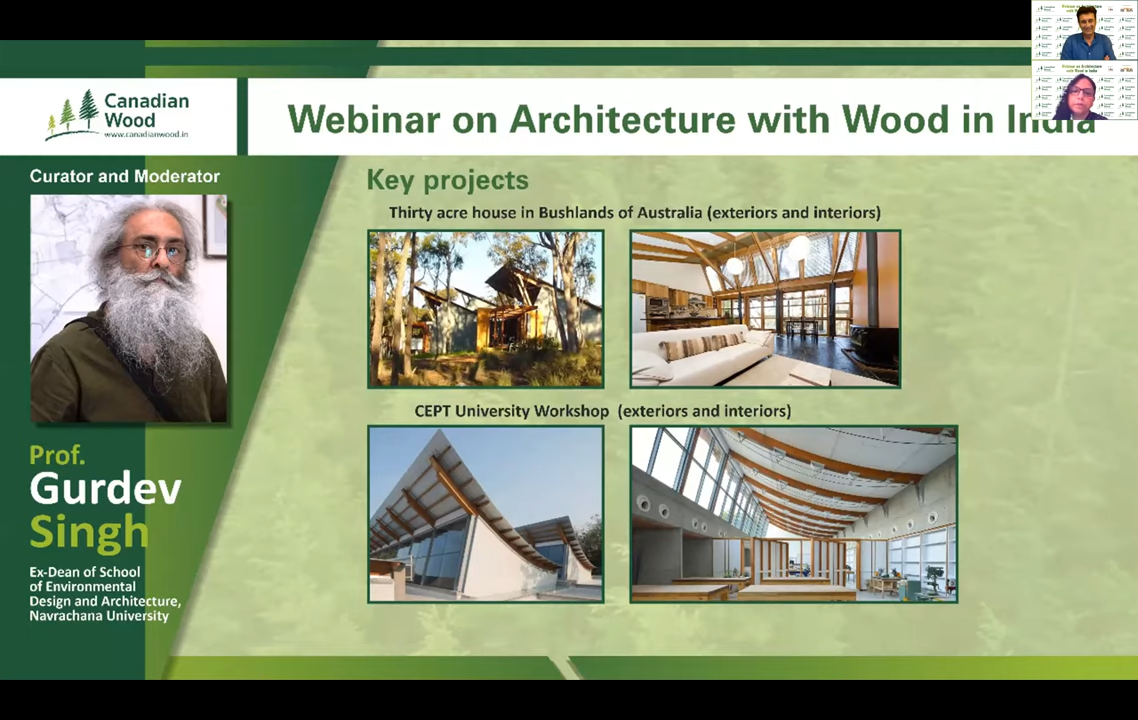 Canadian
Wood
www.canadianwood.in
Webinar on Architecture with Wood in India
Curator and Moderator
Key projects
Thirty acre house in Bushlands of Australia (exteriors and interiors)
CEPT University Workshop (exteriors and interiors)
Prof.
Gurdev
Singh
Ex-Dean of School
of Environmental
Design and Architecture,
Navrachana University